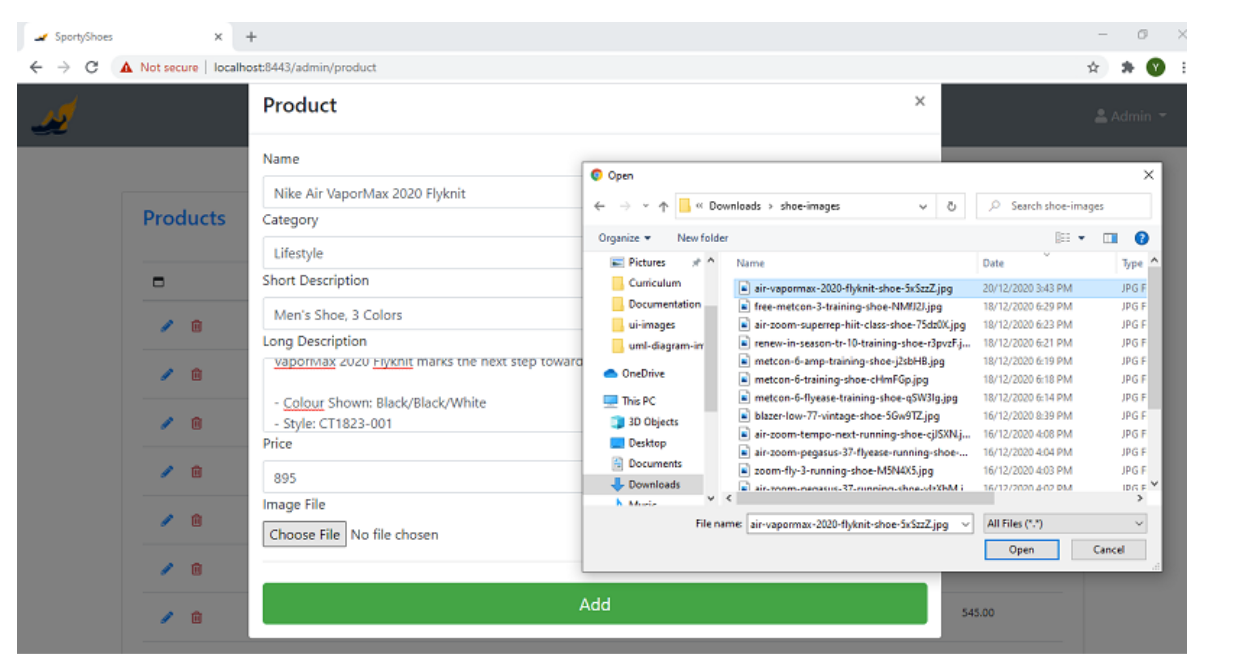 SportyShoes
Not secure | localhost:8443/admin/product
Y
Product
Admin
Name
Nike Air VaporMax 2020 Flyknit
Products
Category
Lifestyle
Short Description
Men's Shoe, 3 Colors
Long Description
VaporMax 2020 Flyknit marks the next step toward
- Colour Shown: Black/Black/White
- Style: CT1823-001
Price
895
Image File
Choose File No file chosen
Add
545.00
Open
« Downloads > shoe-images
Search shoe-images
Organize New folder
Pictures
Curriculum
Documentation
ui-images
uml-diagram-im
OneDrive
This PC
3D Objects
Desktop
Documents
Downloads
Music
Name Date Type
air-vapormax-2020-flyknit-shoe-5xSzzZ.jpg 20/12/2020 3:43 PM JPG F
free-metcon-3-training-shoe-NMfJ2J.jpg 18/12/2020 6:29 PM JPG F
air-zoom-superrep-hiit-class-shoe-75dz0X.jpg 18/12/2020 6:23 PM JPG F
renew-in-season-tr-10-training-shoe-r3pvzF.j... 18/12/2020 6:21 PM JPG F
metcon-6-amp-training-shoe-j2sbHB.jpg 18/12/2020 6:19 PM JPG F
metcon-6-training-shoe-cHmFGp.jpg 18/12/2020 6:18 PM JPG F
metcon-6-flyease-training-shoe-qSW3lg.jpg 18/12/2020 6:14 PM JPG F
blazer-low-77-vintage-shoe-5Gw9TZ.jpg 16/12/2020 8:39 PM JPG F
air-zoom-tempo-next-running-shoe-cjJSXN.j... 16/12/2020 4:08 PM JPG F
air-zoom-pegasus-37-flyease-running-shoe-... 16/12/2020 4:04 PM JPG F
zoom-fly-3-running-shoe-M5N4X5.jpg 16/12/2020 4:03 PM JPG F
16/12/2020 4:02 PM JPG F
File name: air-vapormax-2020-flyknit-shoe-5xSzzZ.jpg All Files (*.*)
Open Cancel